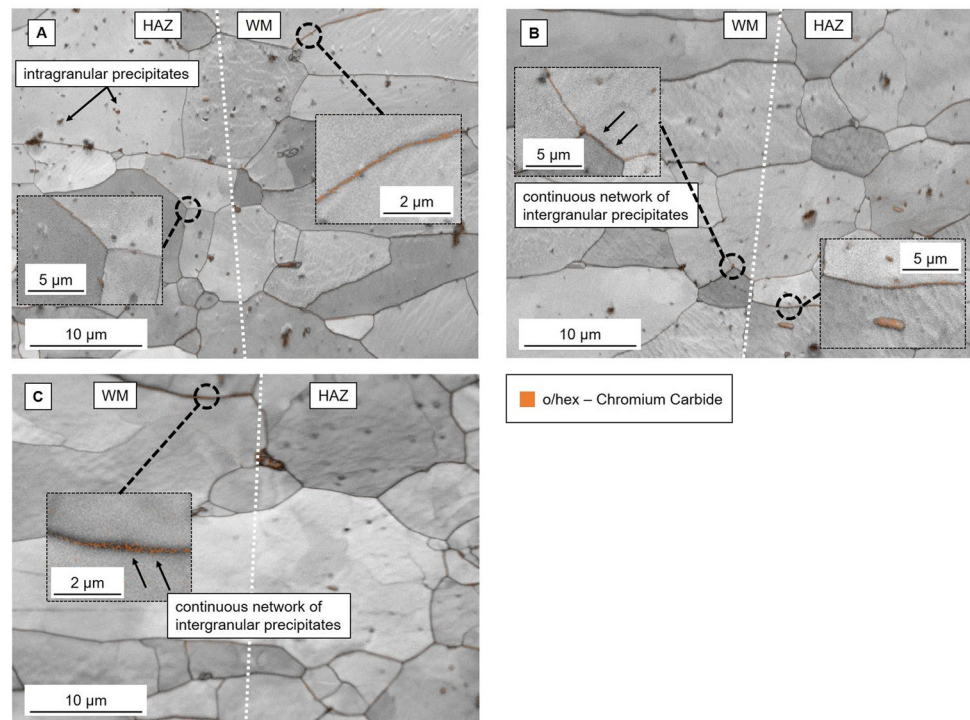 A
HAZ
WM
intragranular precipitates
2 µm
5 µm
10 µm
B
WM
HAZ
5 µm
continuous network of
intergranular precipitates
5 µm
10 µm
C
WM
HAZ
2 µm
continuous network of
intergranular precipitates
10 µm
o/hex – Chromium Carbide